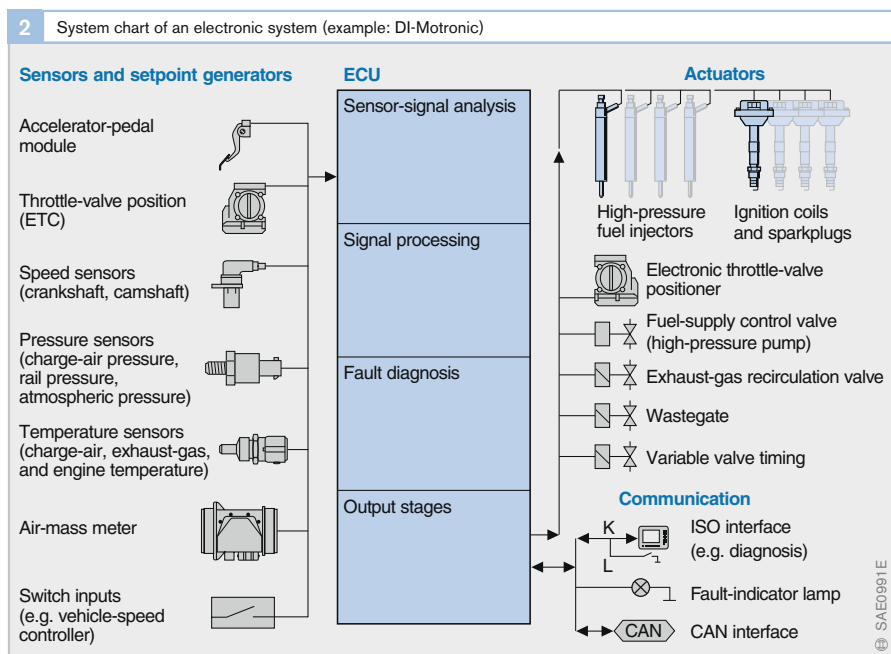 2
System chart of an electronic system (example: DI-Motronic)
Sensors and setpoint generators
Accelerator-pedal
module
Throttle-valve position
(ETC)
Speed sensors
(crankshaft, camshaft)
Pressure sensors
(charge-air pressure,
rail pressure,
atmospheric pressure)
Temperature sensors
(charge-air, exhaust-gas,
and engine temperature)
Air-mass meter
Switch inputs
(e.g. vehicle-speed
controller)
ECU
Sensor-signal analysis
Signal processing
Fault diagnosis
Output stages
Actuators
High-pressure
fuel injectors
Ignition coils
and sparkplugs
Electronic throttle-valve
positioner
Fuel-supply control valve
(high-pressure pump)
Exhaust-gas recirculation valve
Wastegate
Variable valve timing
Communication
K
L
ISO interface
(e.g. diagnosis)
Fault-indicator lamp
CAN
CAN interface
SAE0991E